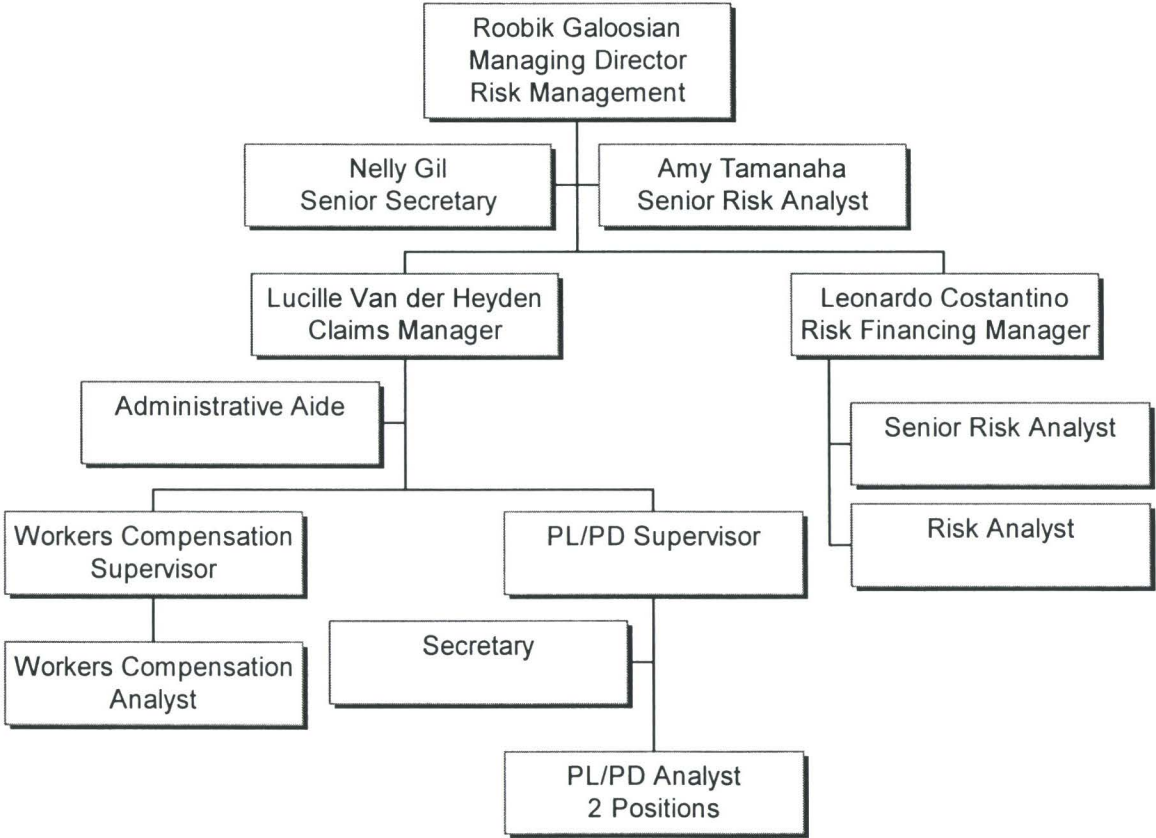 Roobik Galoosian
Managing Director
Risk Management
Nelly Gil
Senior Secretary
Amy Tamanaha
Senior Risk Analyst
Lucille Van der Heyden
Claims Manager
Leonardo Costantino
Risk Financing Manager
Administrative Aide
Senior Risk Analyst
Risk Analyst
Workers Compensation
Supervisor
PL/PD Supervisor
Workers Compensation
Analyst
Secretary
PL/PD Analyst
2 Positions